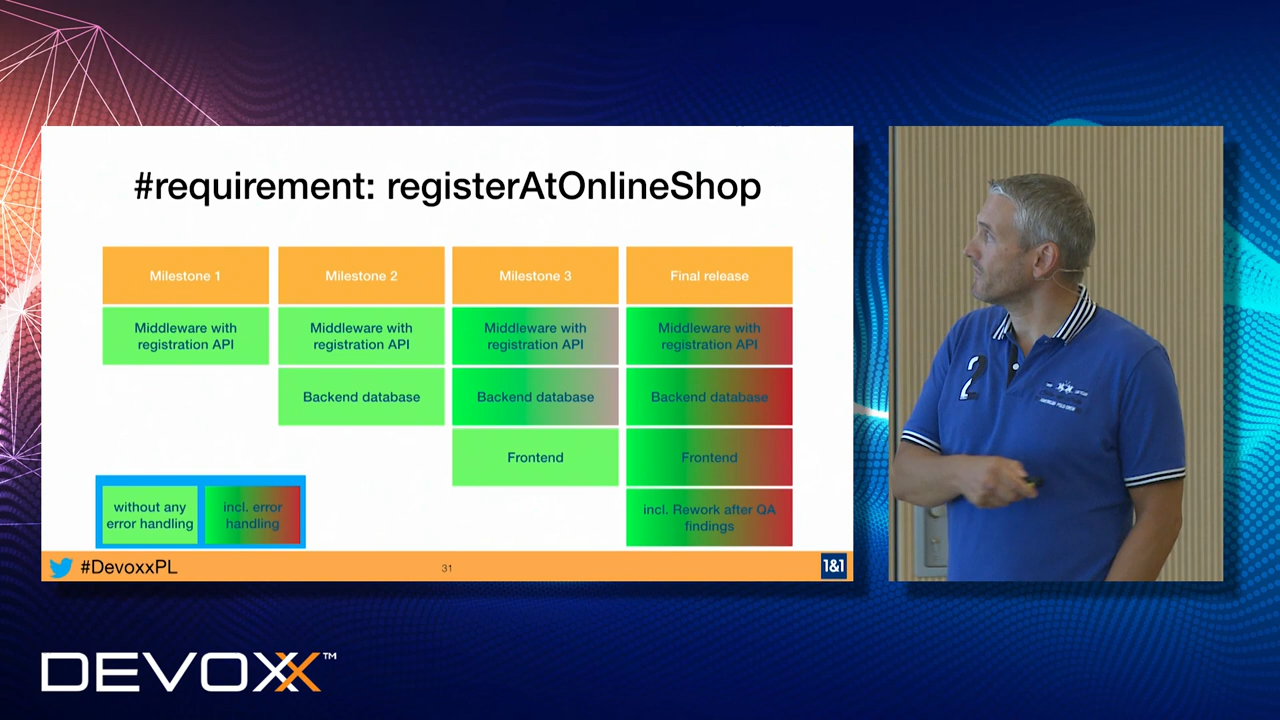 #requirement: registerAtOnlineShop
Milestone 1
Milestone 2
Milestone 3
Final release
Middleware with
registration API
Middleware with
registration API
Middleware with
registration API
Middleware with
registration API
Backend database
Backend database
Backend database
Frontend
Frontend
without any
error handling
incl. error
handling
incl. Rework after QA
findings
#DevoxxPL
31
1&1
2
DEVOXX™